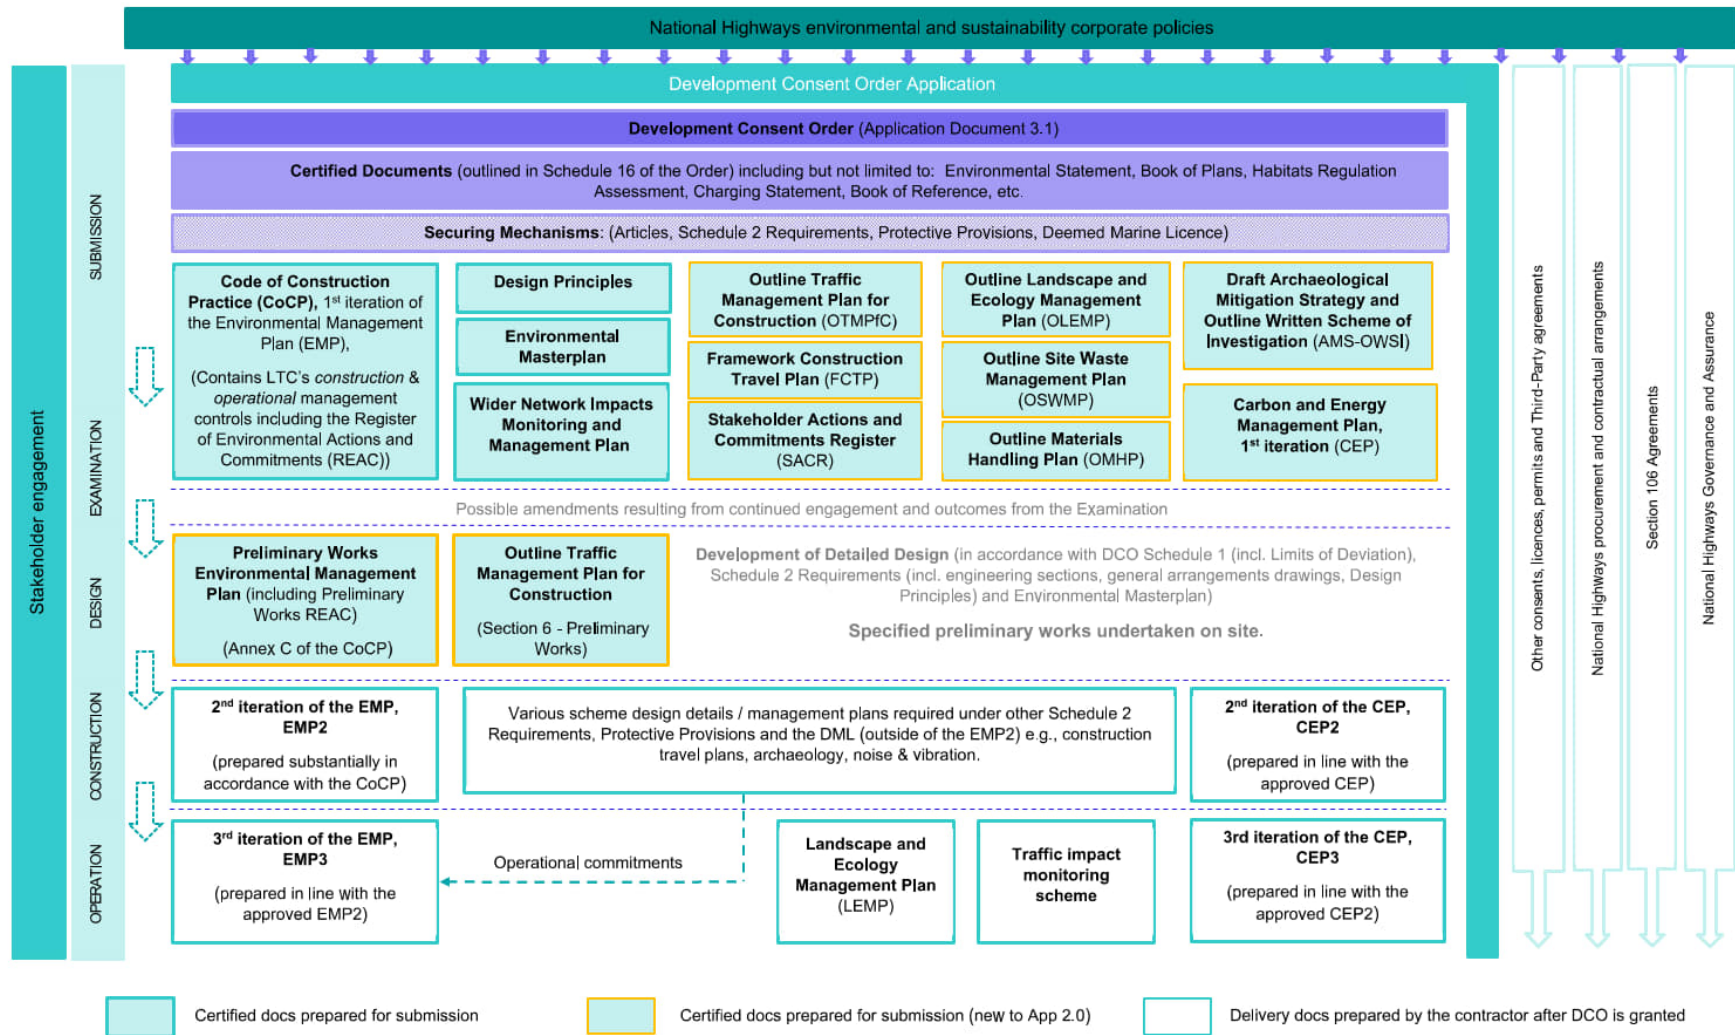 National Highways environmental and sustainability corporate policies
Development Consent Order Application
Development Consent Order (Application Document 3.1)
Certified Documents (outlined in Schedule 16 of the Order) including but not limited to: Environmental Statement, Book of Plans, Habitats Regulation
Assessment, Charging Statement, Book of Reference, etc.
Securing Mechanisms: (Articles, Schedule 2 Requirements, Protective Provisions, Deemed Marine Licence)
Stakeholder engagement
SUBMISSION
EXAMINATION
DESIGN
CONSTRUCTION
OPERATION
Code of Construction
Practice (CoCP), 1st iteration of
the Environmental Management
Plan (EMP),
(Contains LTC's construction &
operational management
controls including the Register
of Environmental Actions and
Commitments (REAC))
Design Principles
Environmental
Masterplan
Wider Network Impacts
Monitoring and
Management Plan
Outline Traffic
Management Plan for
Construction (OTMPfC)
Framework Construction
Travel Plan (FCTP)
Stakeholder Actions and
Commitments Register
(SACR)
Outline Landscape and
Ecology Management
Plan (OLEMP)
Outline Site Waste
Management Plan
(OSWMP)
Outline Materials
Handling Plan (OMHP)
Draft Archaeological
Mitigation Strategy and
Outline Written Scheme of
Investigation (AMS-OWSI)
Carbon and Energy
Management Plan,
1st iteration (CEP)
Possible amendments resulting from continued engagement and outcomes from the Examination
Preliminary Works
Environmental Management
Plan (including Preliminary
Works REAC)
(Annex C of the CoCP)
Outline Traffic
Management Plan for
Construction
(Section 6 - Preliminary
Works)
Development of Detailed Design (in accordance with DCO Schedule 1 (incl. Limits of Deviation),
Schedule 2 Requirements (incl. engineering sections, general arrangements drawings, Design
Principles) and Environmental Masterplan)
Specified preliminary works undertaken on site.
2nd iteration of the EMP,
EMP2
(prepared substantially in
accordance with the CoCP)
Various scheme design details / management plans required under other Schedule 2
Requirements, Protective Provisions and the DML (outside of the EMP2) e.g., construction
travel plans, archaeology, noise & vibration.
2nd iteration of the CEP,
CEP2
(prepared in line with the
approved CEP)
3rd iteration of the EMP,
EMP3
(prepared in line with the
approved EMP2)
Operational commitments
Landscape and
Ecology
Management Plan
(LEMP)
Traffic impact
monitoring
scheme
3rd iteration of the CEP,
CEP3
(prepared in line with the
approved CEP2)
Other consents, licences, permits and Third-Party agreements
National Highways procurement and contractual arrangements
Section 106 Agreements
National Highways Governance and Assurance
Certified docs prepared for submission
Certified docs prepared for submission (new to App 2.0)
Delivery docs prepared by the contractor after DCO is granted